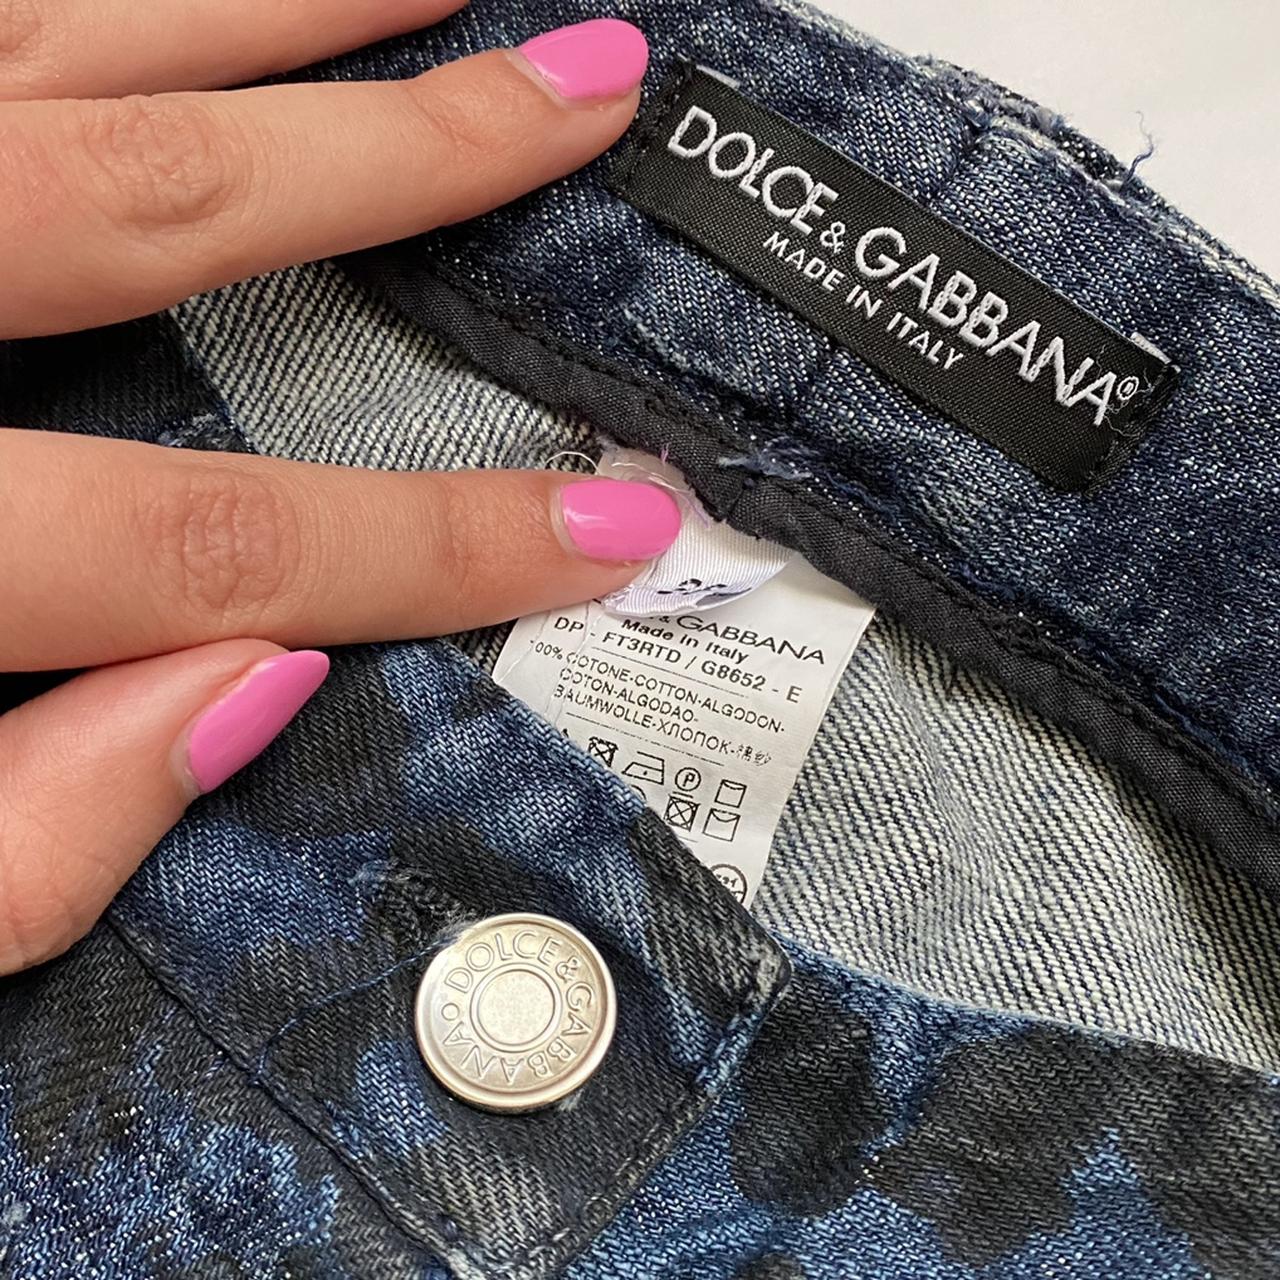 DOLCE & GABBANA®
MADE IN ITALY
& GABBANA
Made In Italy
DP - FT3RTD / G8652 - E
100% COTONE-COTTON-ALGODON-
COTON-ALGODAO-
BAUMWOLLE-ХЛОПОК-棉纱
P
DOLCE&GABBANA